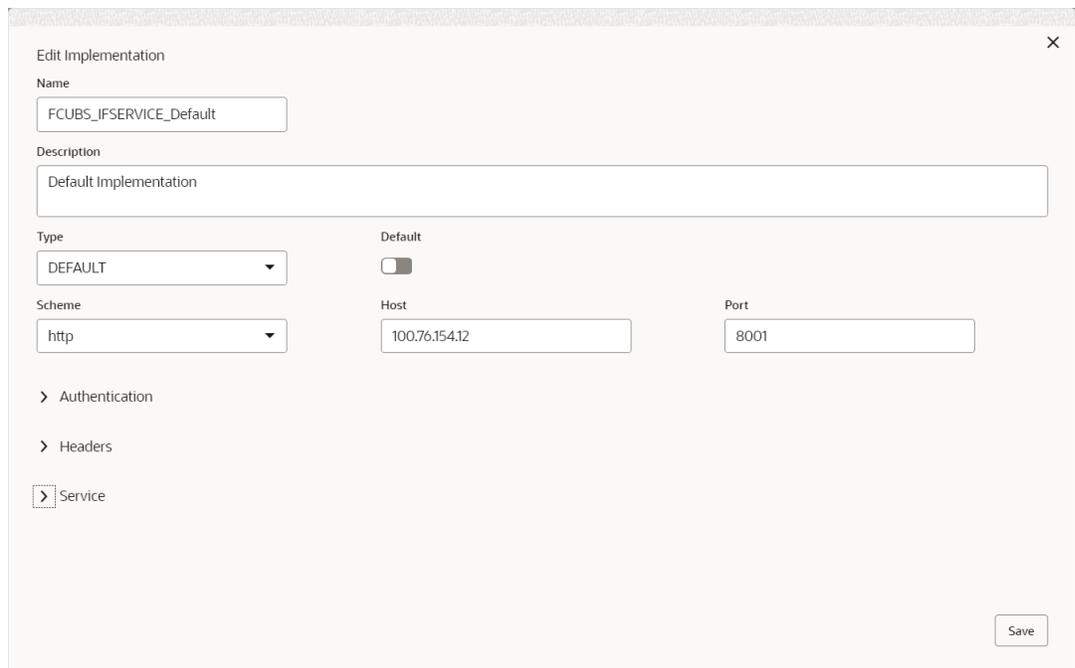 Edit Implementation
Name
FCUBS_IFSERVICE_Default
Description
Default Implementation
Type Default
DEFAULT
Scheme Host Port
http 100.76.154.12 8001
Authentication
Headers
Service
Save